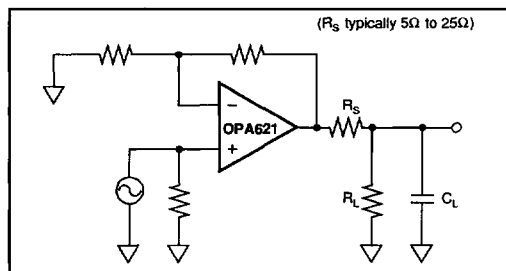 (RS typically 5Ω to 25Ω)
−
OPA621
+
RS
RL
CL